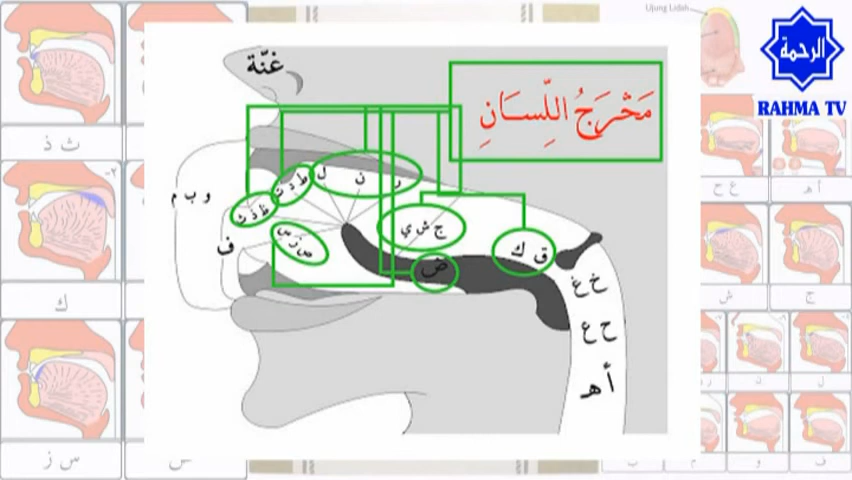 Ujung Lidah
الرحمة
RAHMA TV
غنّة
مَخْرَجُ اللِّسَانِ
ر
ن
ل
ط د ت
ظ ذ ث
ص ز س
و ب م
ف
ج ش ي
ض
ق ك
خ غ
ح ع
أ هـ
ث ذ
ك
س ز
ع ح
أ هـ
ش
ج
ن
ل
ف
و
م
ب